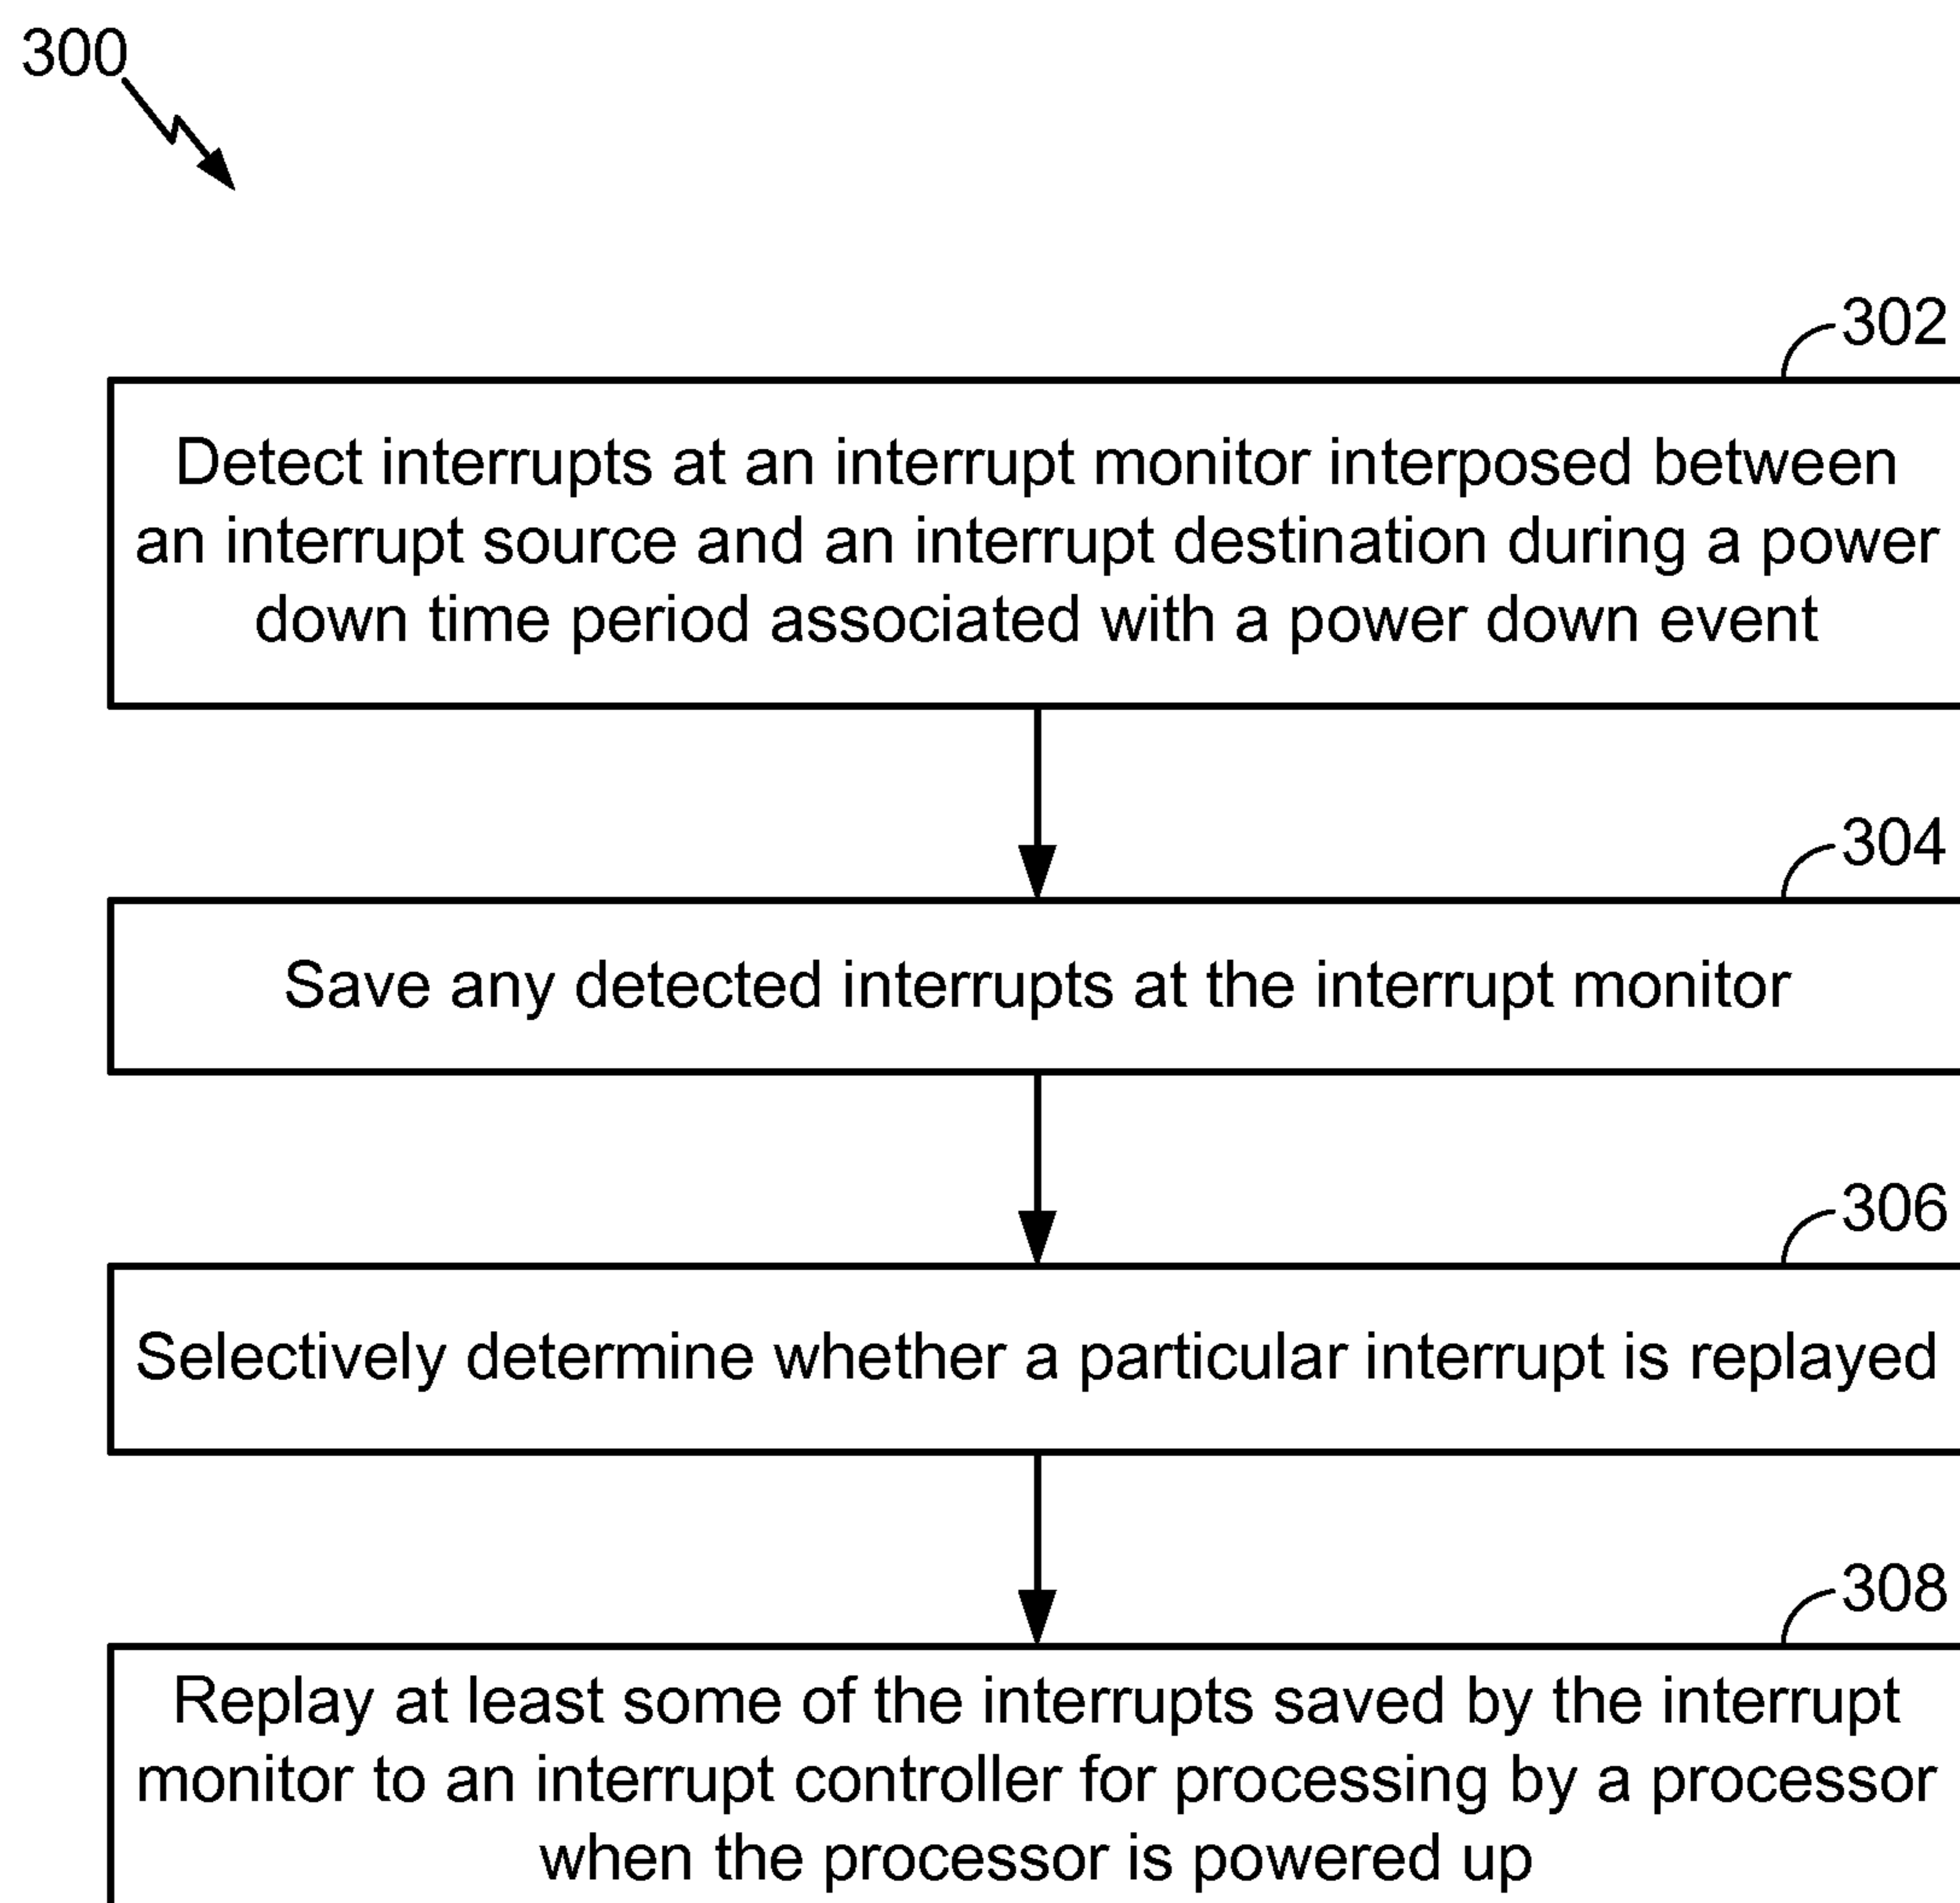 300
302
Detect interrupts at an interrupt monitor interposed between
an interrupt source and an interrupt destination during a power
down time period associated with a power down event
304
Save any detected interrupts at the interrupt monitor
306
Selectively determine whether a particular interrupt is replayed
308
Replay at least some of the interrupts saved by the interrupt
monitor to an interrupt controller for processing by a processor
when the processor is powered up